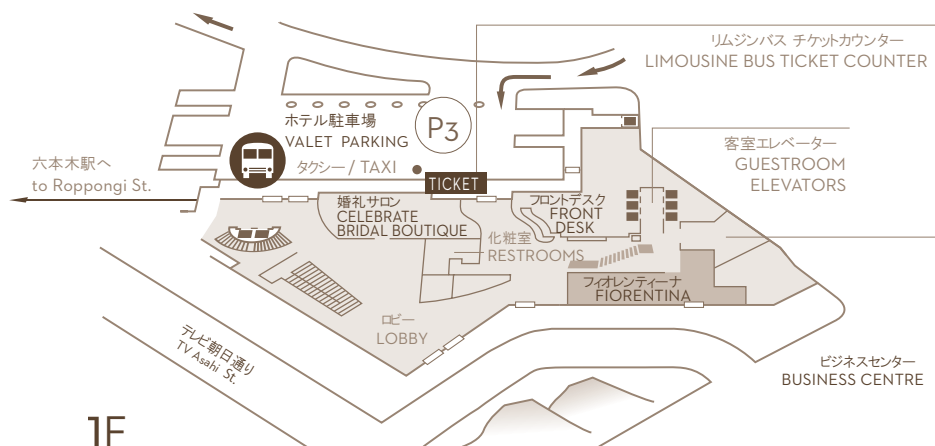 リムジンバス チケットカウンター
LIMOUSINE BUS TICKET COUNTER
ホテル駐車場
VALET PARKING
P3
客室エレベーター
GUESTROOM
ELEVATORS
六本木駅へ
to Roppongi St.
タクシー / TAXI
TICKET
婚礼サロン
CELEBRATE
BRIDAL BOUTIQUE
フロントデスク
FRONT
DESK
化粧室
RESTROOMS
フィオレンティーナ
FIORENTINA
ロビー
LOBBY
テレビ朝日通り
TV Asahi St.
ビジネスセンター
BUSINESS CENTRE
1F